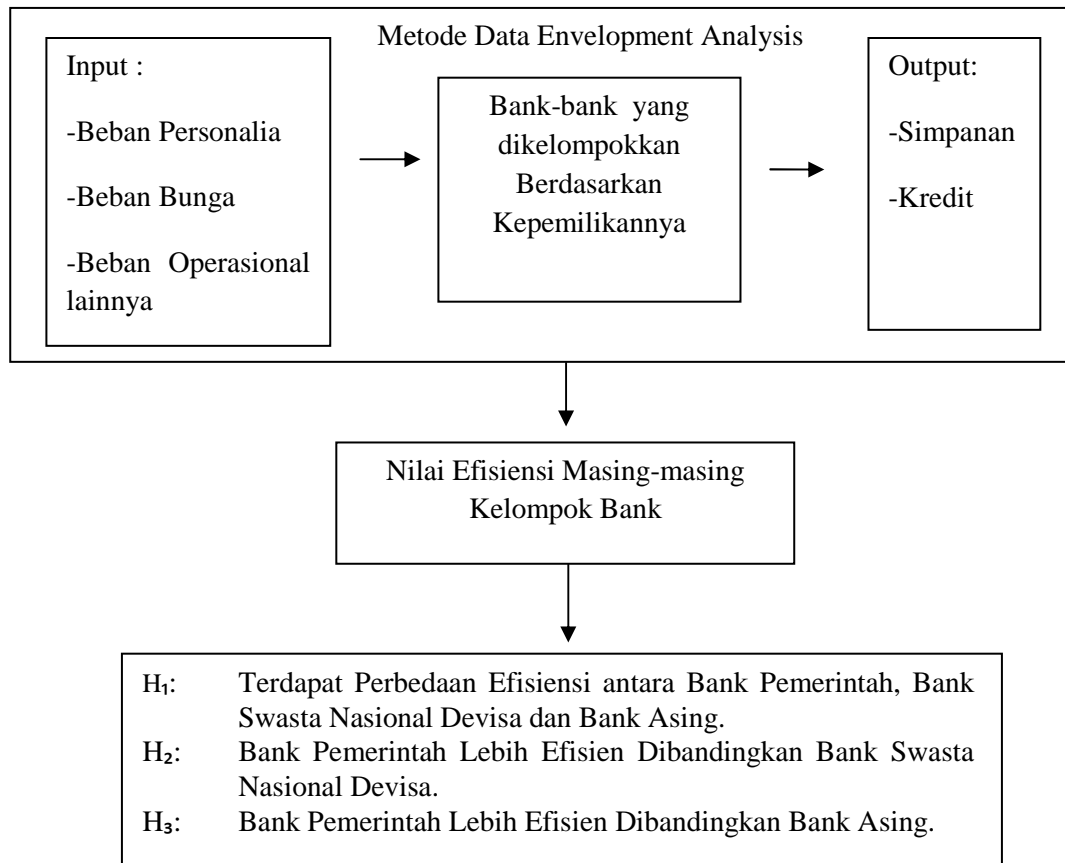 Metode Data Envelopment Analysis
Input :
-Beban Personalia
-Beban Bunga
-Beban Operasional
lainnya
Bank-bank yang
dikelompokkan
Berdasarkan
Kepemilikannya
Output:
-Simpanan
-Kredit
Nilai Efisiensi Masing-masing
Kelompok Bank
H₁: Terdapat Perbedaan Efisiensi antara Bank Pemerintah, Bank
Swasta Nasional Devisa dan Bank Asing.
H₂: Bank Pemerintah Lebih Efisien Dibandingkan Bank Swasta
Nasional Devisa.
H₃: Bank Pemerintah Lebih Efisien Dibandingkan Bank Asing.